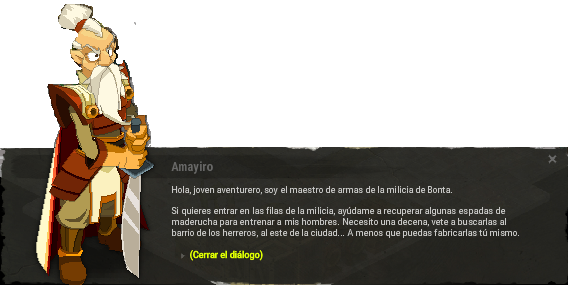 Amayiro
Hola, joven aventurero, soy el maestro de armas de la milicia de Bonta.
Si quieres entrar en las filas de la milicia, ayúdame a recuperar algunas espadas de
maderucha para entrenar a mis hombres. Necesito una decena, vete a buscarlas al
barrio de los herreros, al este de la ciudad... A menos que puedas fabricarlas tú mismo.
(Cerrar el diálogo)